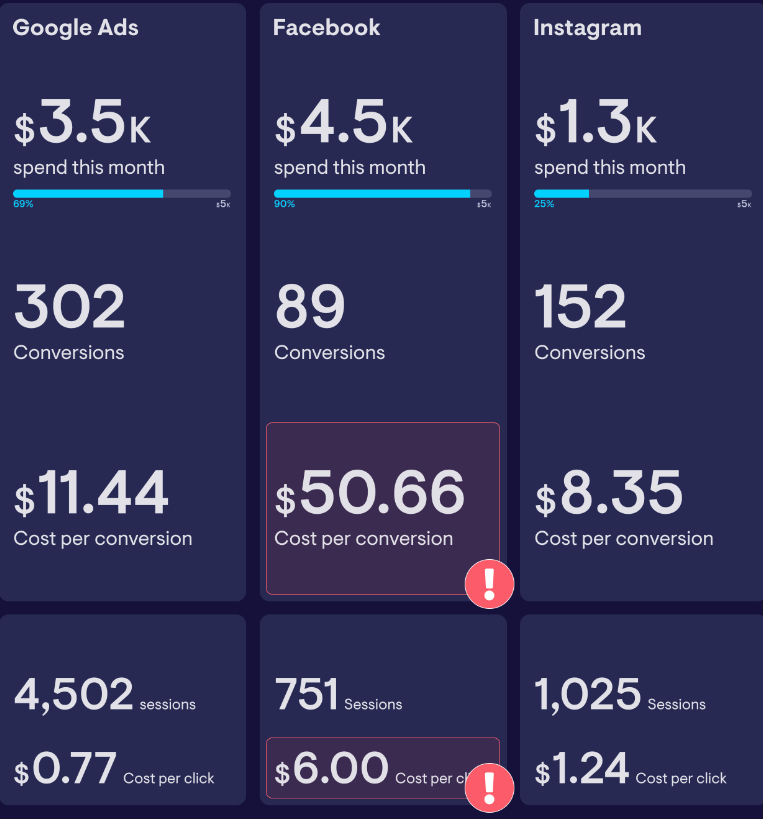 Google Ads
$3.5K
spend this month
69% $5K
302
Conversions
$11.44
Cost per conversion
4,502 sessions
$0.77 Cost per click
Facebook
$4.5K
spend this month
90% $5K
89
Conversions
$50.66
Cost per conversion
!
751 Sessions
$6.00 Cost per cl
!
Instagram
$1.3K
spend this month
25% $5K
152
Conversions
$8.35
Cost per conversion
1,025 Sessions
$1.24 Cost per click